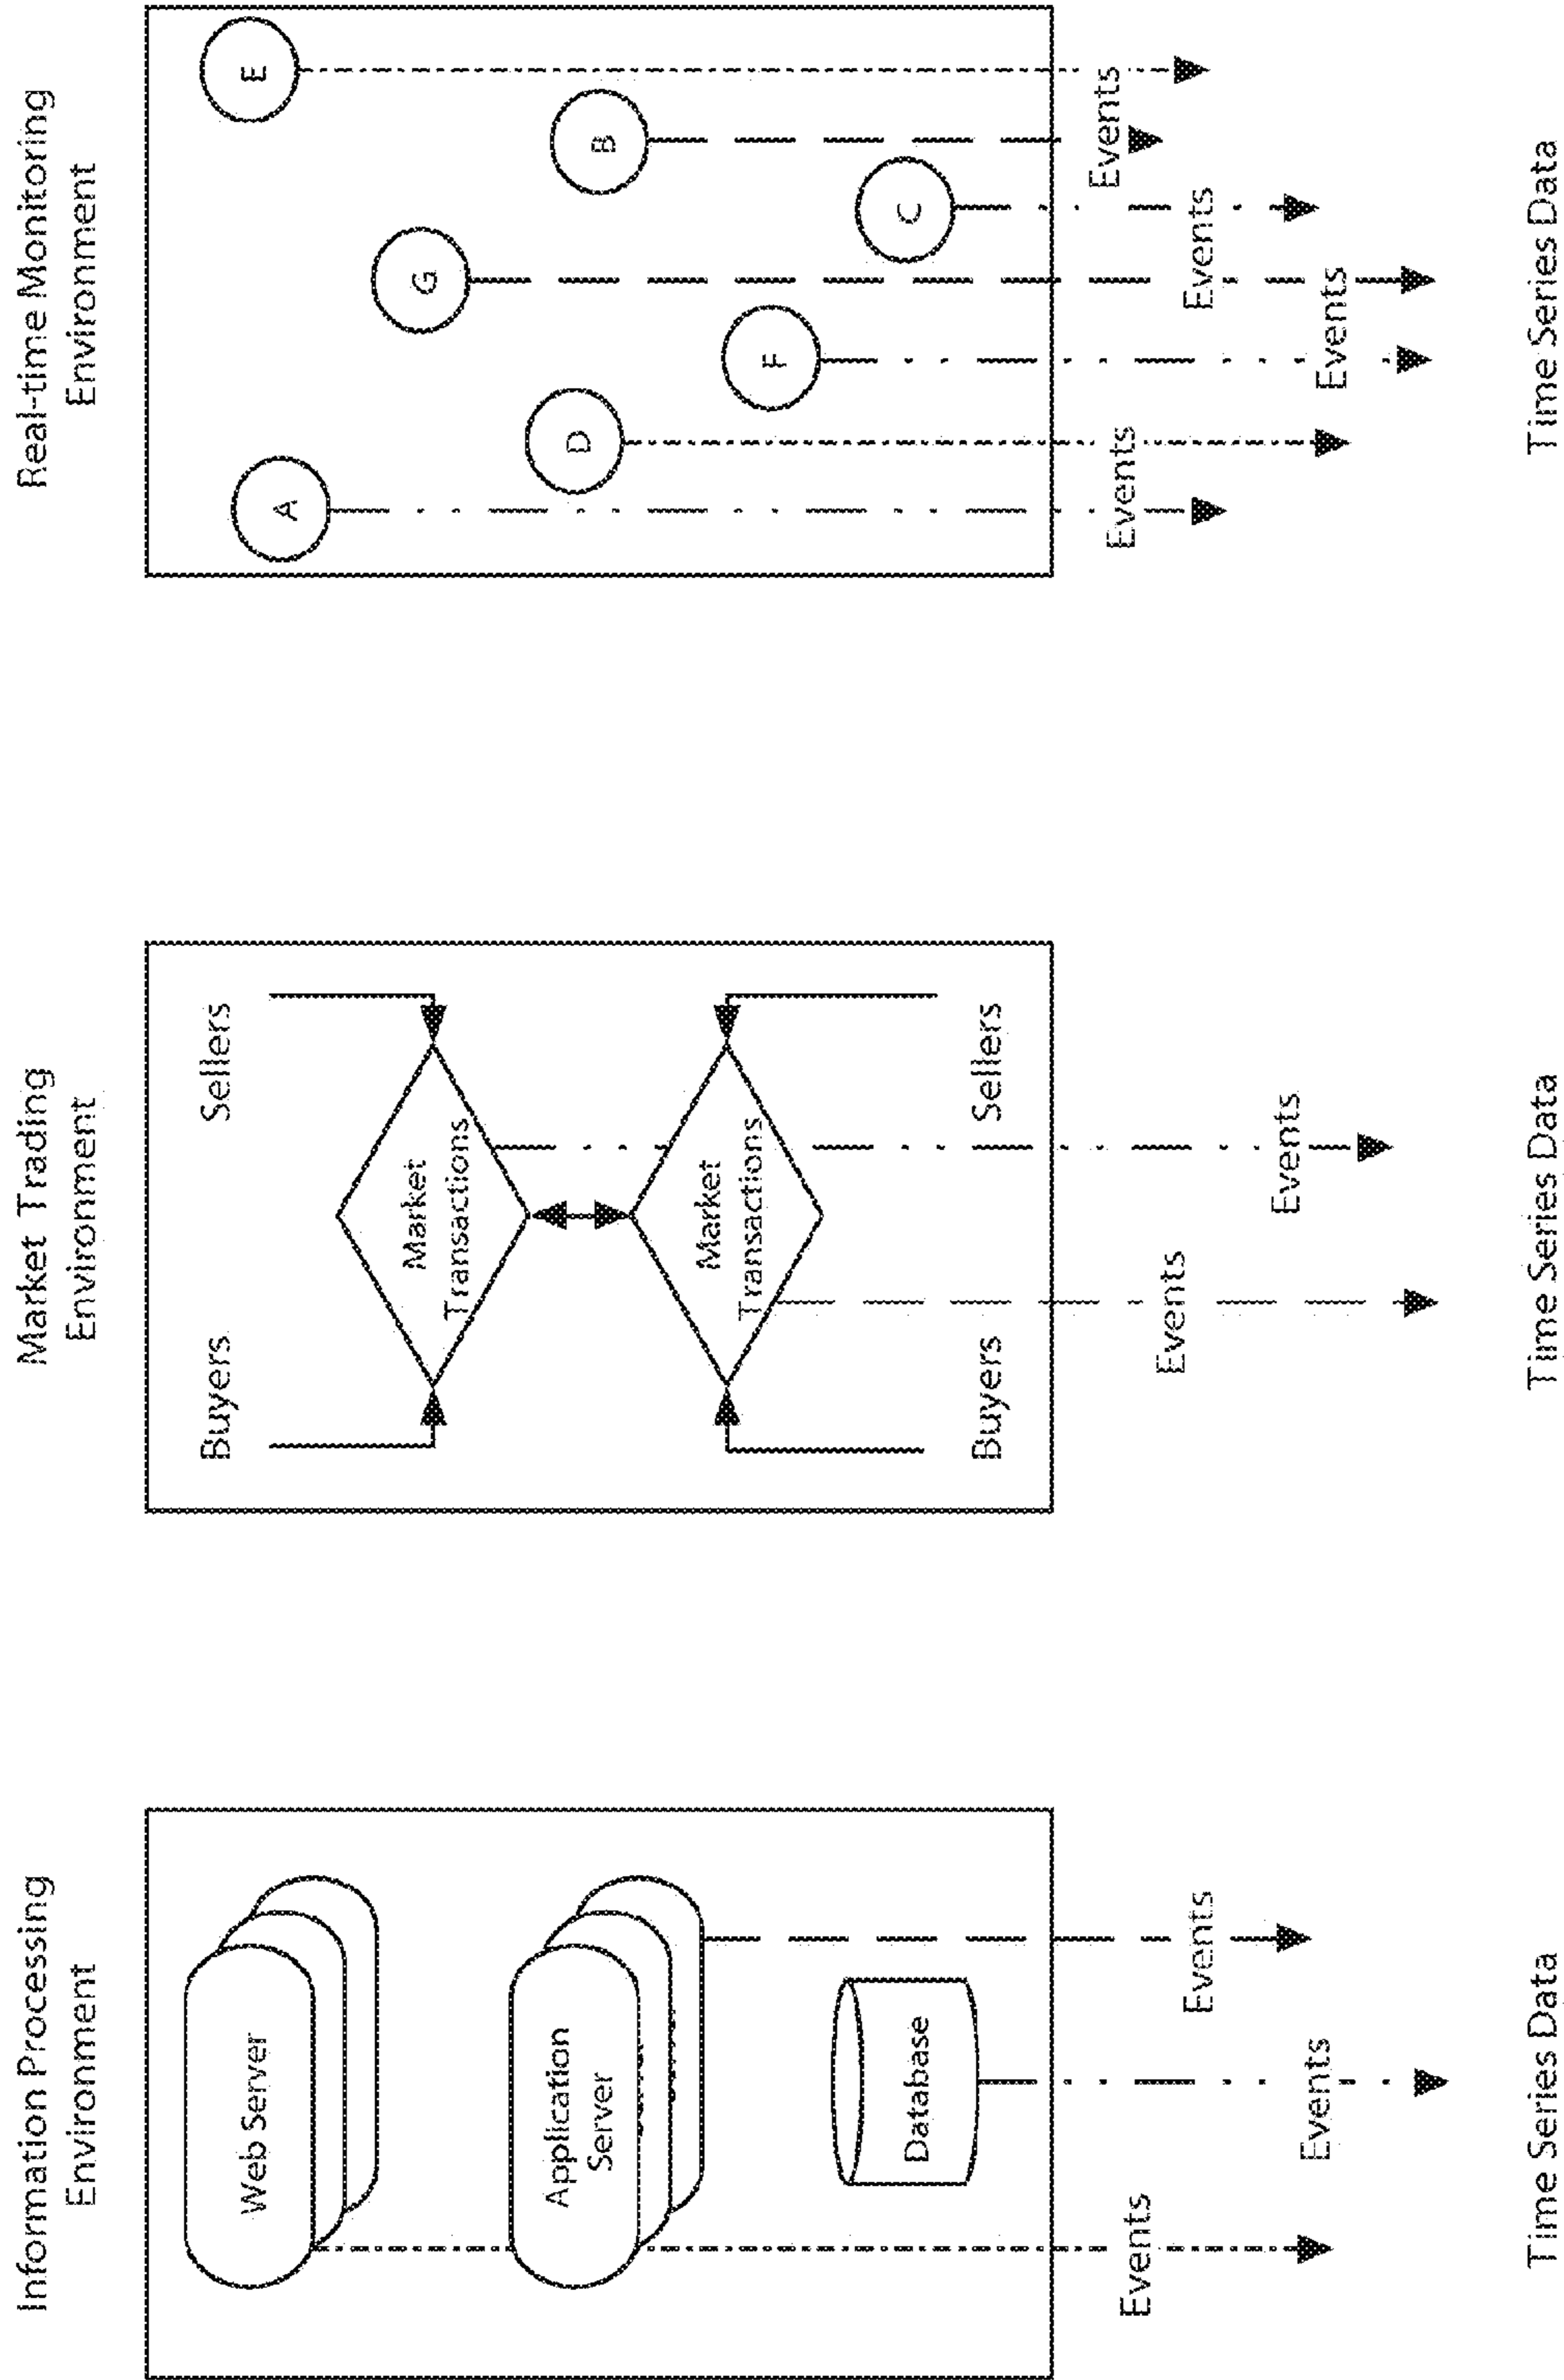 Information Processing
Environment
Web Server
Application
Server
Database
Events
Events
Events
Time Series Data
Market Trading
Environment
Buyers
Sellers
Market
Transactions
Market
Transactions
Buyers
Sellers
Events
Events
Time Series Data
Real-time Monitoring
Environment
E
A
G
D
B
F
C
Events
Events
Events
Events
Time Series Data